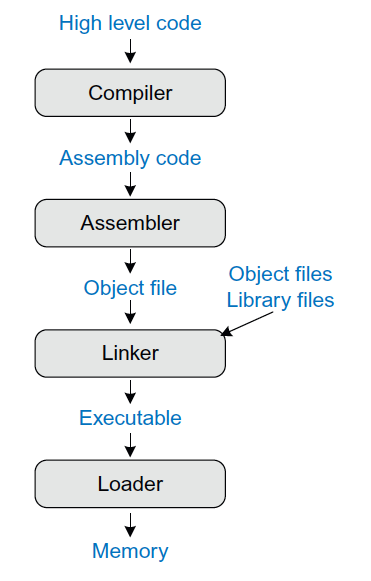 High level code
Compiler
Assembly code
Assembler
Object file
Object files
Library files
Linker
Executable
Loader
Memory